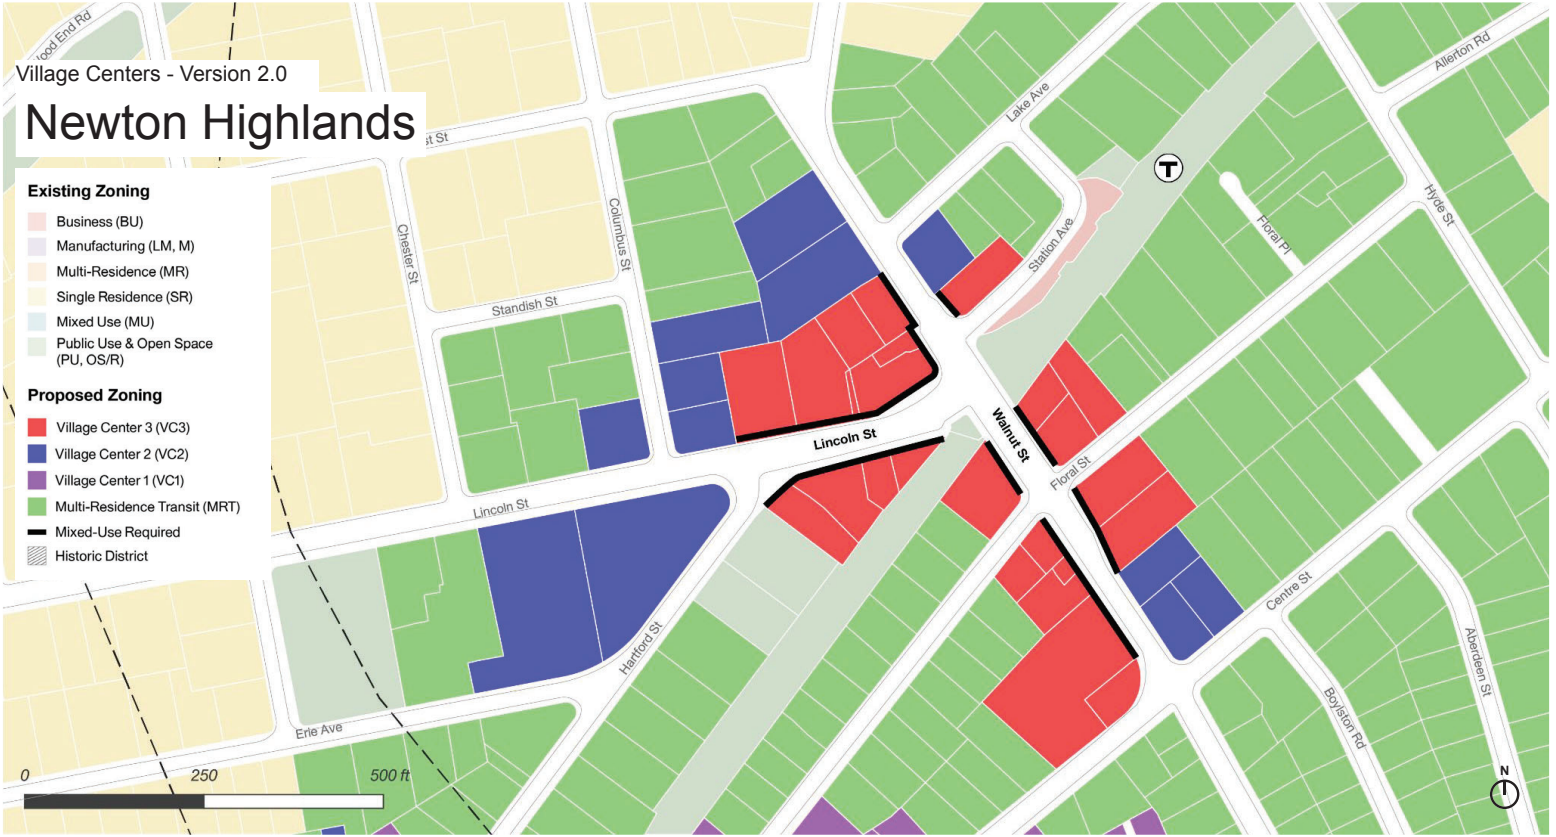 Village Centers - Version 2.0
Newton Highlands
Existing Zoning
Business (BU)
Manufacturing (LM, M)
Multi-Residence (MR)
Single Residence (SR)
Mixed Use (MU)
Public Use & Open Space
(PU, OS/R)
Proposed Zoning
Village Center 3 (VC3)
Village Center 2 (VC2)
Village Center 1 (VC1)
Multi-Residence Transit (MRT)
Mixed-Use Required
Historic District
0 250 500 ft
End Rd
st St
Chester St
Columbus St
Standish St
Lincoln St
Lincoln St
Erie Ave
Hartford St
Walnut St
Floral St
Lake Ave
Station Ave
T
Floral Pl
Hyde St
Allerton Rd
Centre St
Boylston Rd
Aberdeen St
N